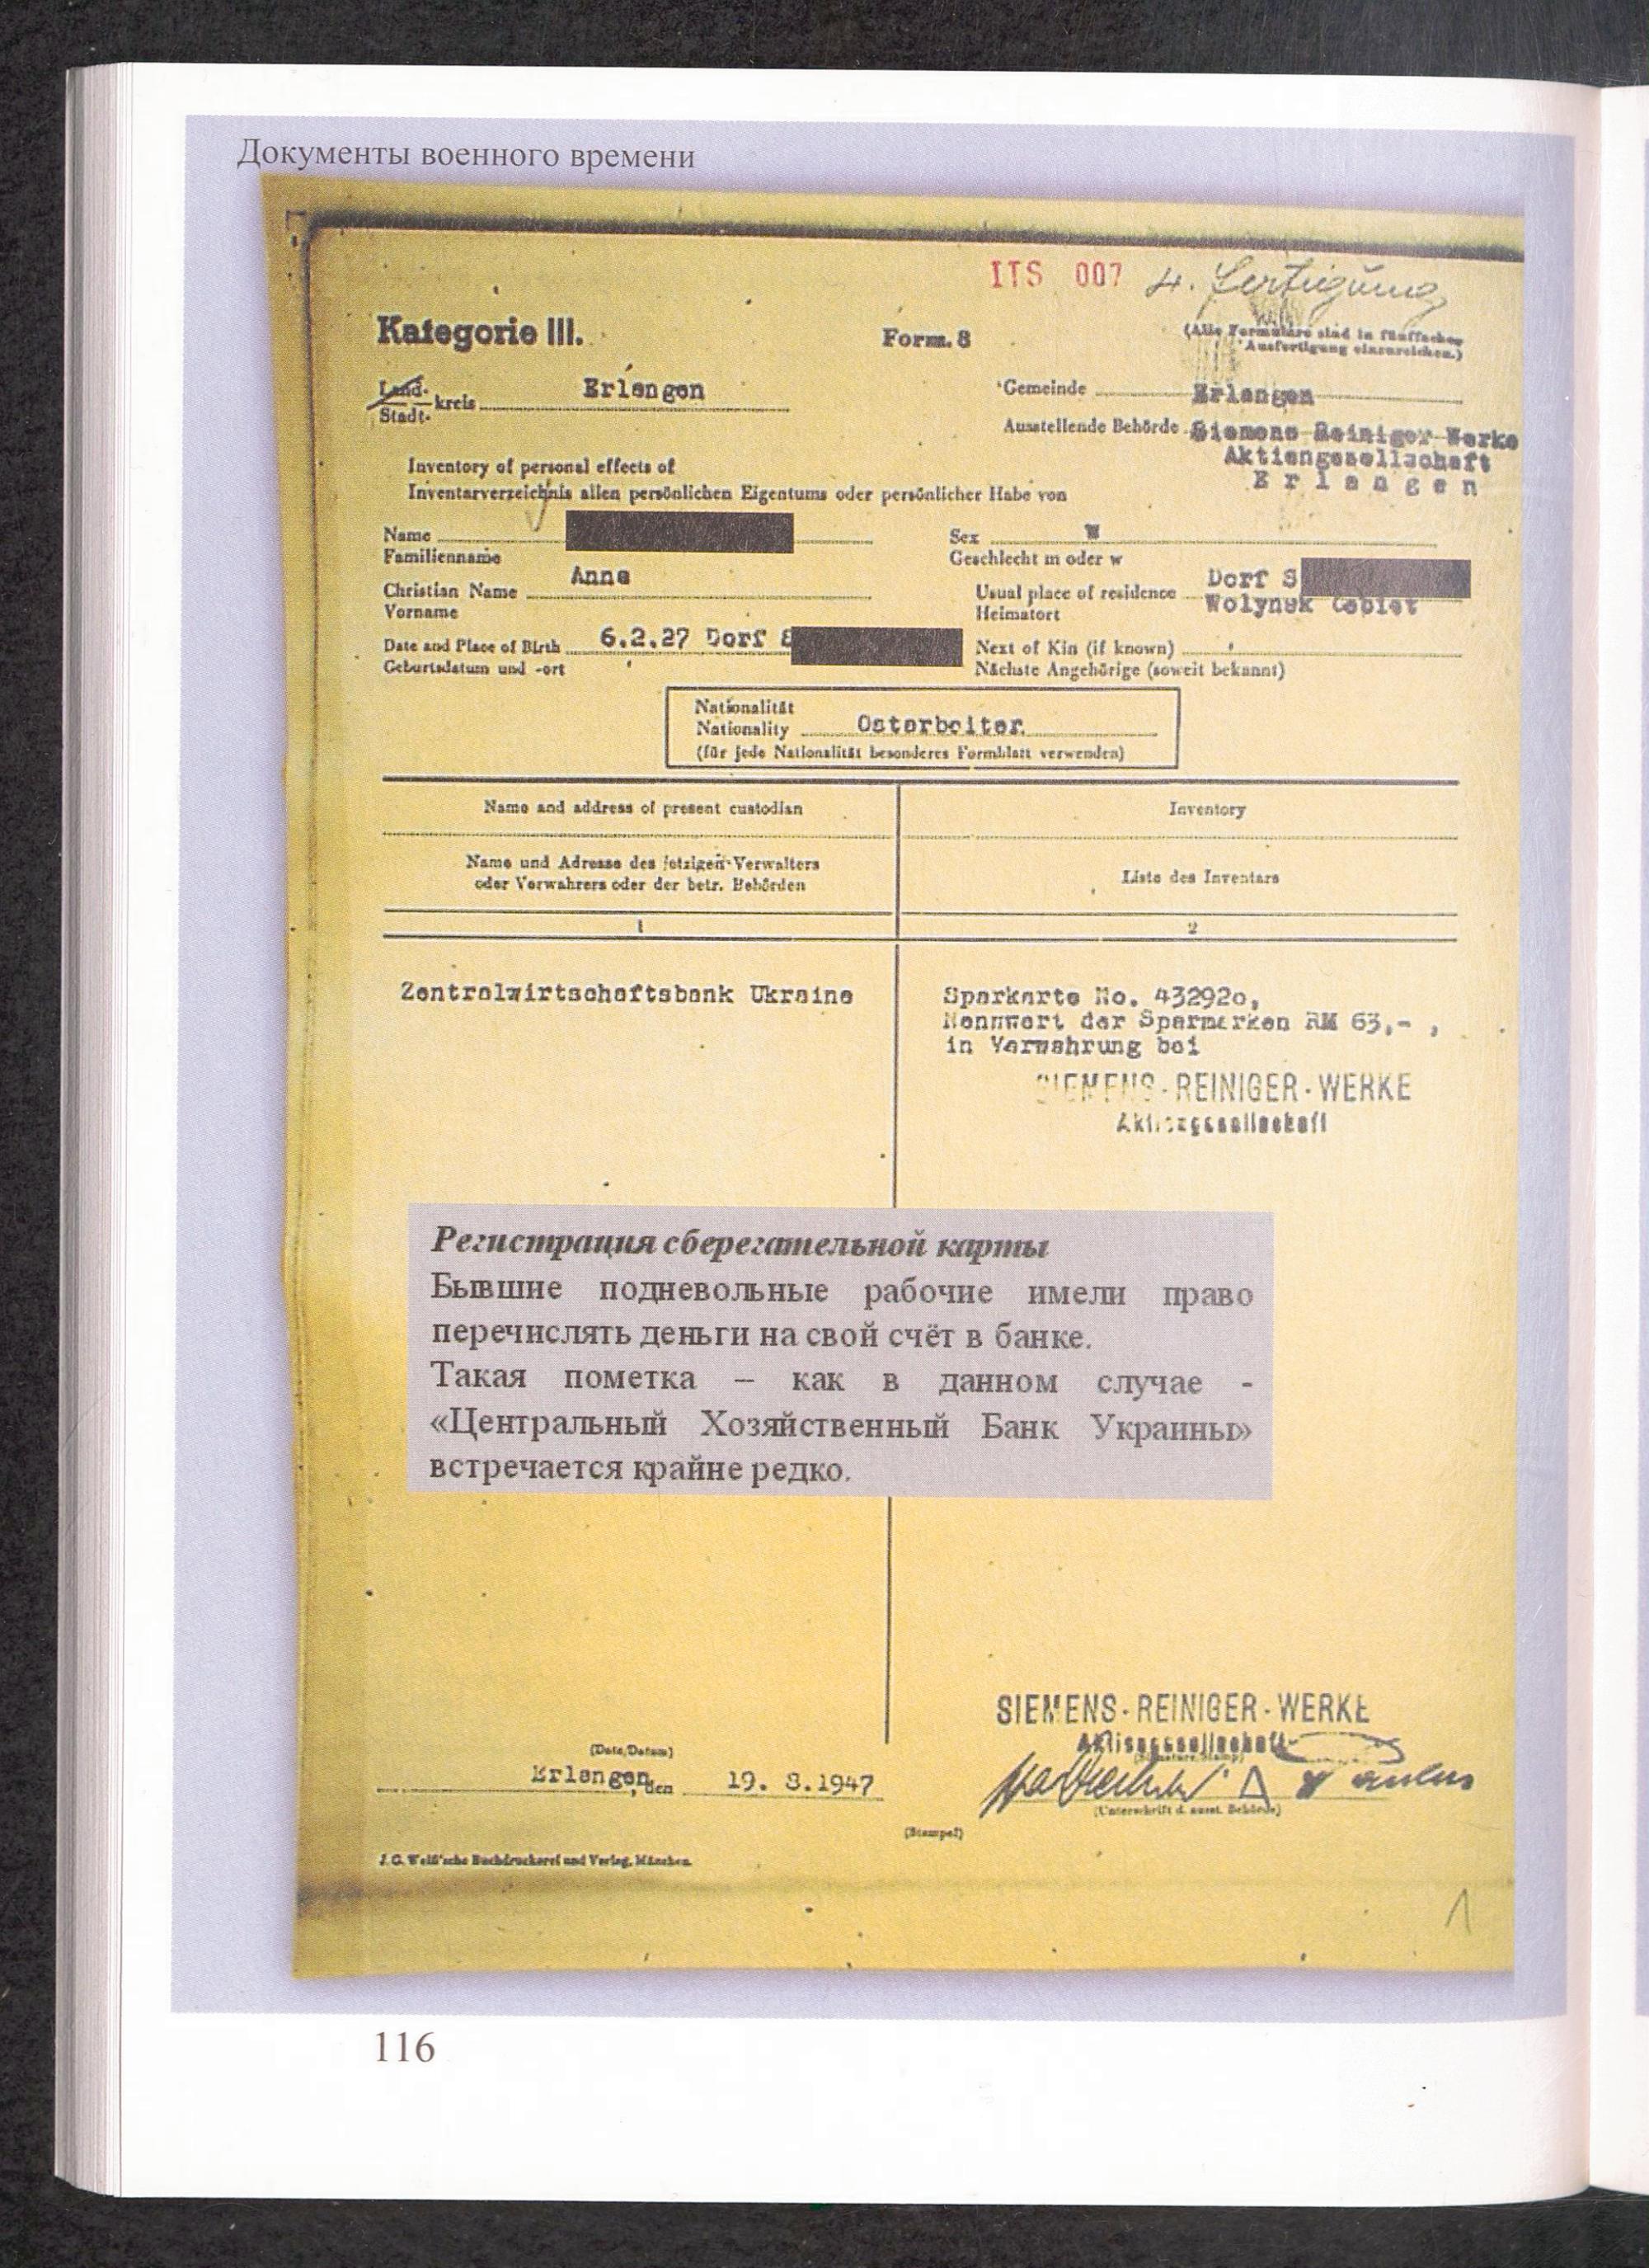 Документы военного времени
ITS 007 4. Fertigung
Kategorie III.
Form. 8
(Alle Formulare sind in fünffacher
Ausfertigung einzureichen.)
Land-
Stadt- kreis Erlangen
Gemeinde Erlangen
Ausstellende Behörde Siemens Reiniger Werke
Aktiengesellschaft
Erlangen
Inventory of personal effects of
Inventarverzeichnis allen persönlichen Eigentums oder persönlicher Habe von
Name
Familienname
Sex W
Geschlecht m oder w
Christian Name Anna
Vorname
Usual place of residence Dorf S
Heimatort Wolynsk Gebiet
Date and Place of Birth 6.2.27 Dorf S
Geburtsdatum und -ort
Next of Kin (if known)
Nächste Angehörige (soweit bekannt)
Nationalität
Nationality Ostarbeiter
(für jede Nationalität besonderes Formblatt verwenden)
Name and address of present custodian
Inventory
Name und Adresse des jetzigen Verwalters
oder Verwahrers oder der betr. Behörden
Liste des Inventars
1
2
Zentralwirtschaftsbank Ukraine
Sparkarte No. 432920,
Nennwert der Sparmarken RM 63,- ,
in Verwahrung bei
SIEMENS-REINIGER-WERKE
Aktiengesellschaft
Регистрация сберегательной карты
Бывшие подневольные рабочие имели право
перечислять деньги на свой счёт в банке.
Такая пометка – как в данном случае -
«Центральный Хозяйственный Банк Украины»
встречается крайне редко.
SIEMENS-REINIGER-WERKE
Aktiengesellschaft
(Signature/Stamp)
(Date/Datum)
Erlangen, den 19. 8.1947
(Unterschrift d. ausst. Behörde)
(Stempel)
J. G. Weiß'sche Buchdruckerei und Verlag, München.
1
116